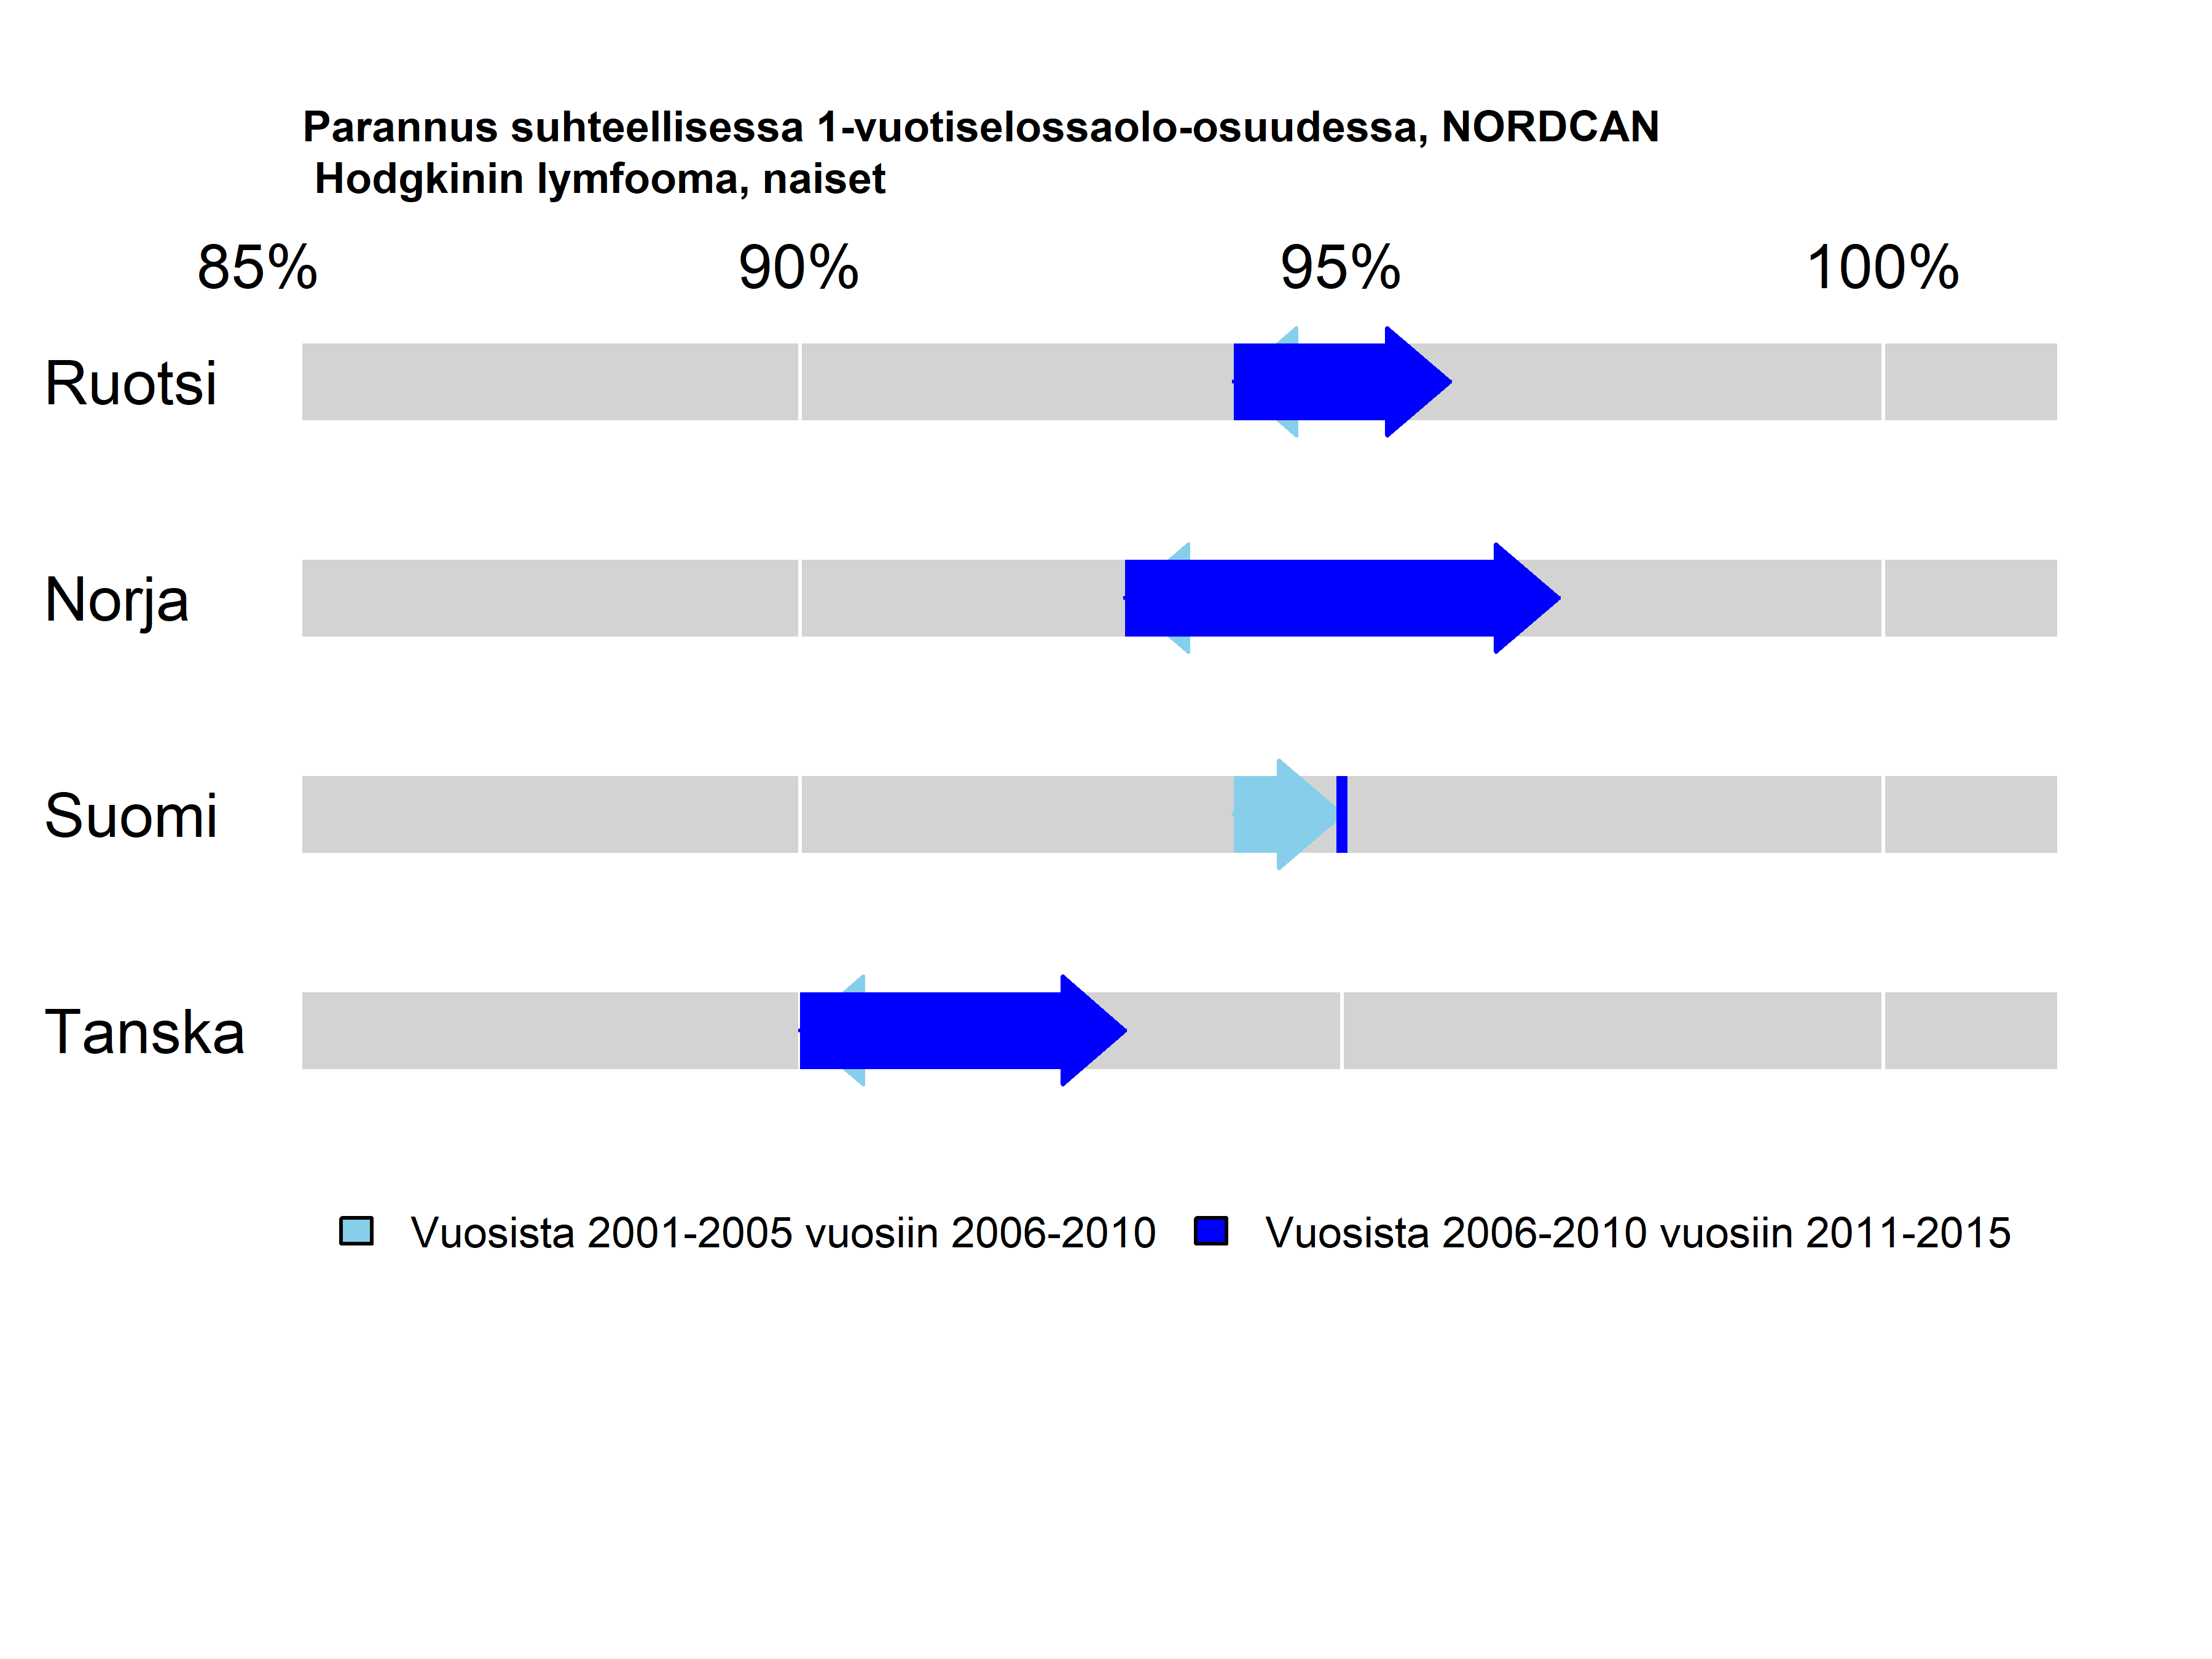 Parannus suhteellisessa 1-vuotiselossaolo-osuudessa, NORDCAN
Hodgkinin lymfooma, naiset
85% 90% 95% 100%
Ruotsi
Norja
Suomi
Tanska
Vuosista 2001-2005 vuosiin 2006-2010 Vuosista 2006-2010 vuosiin 2011-2015